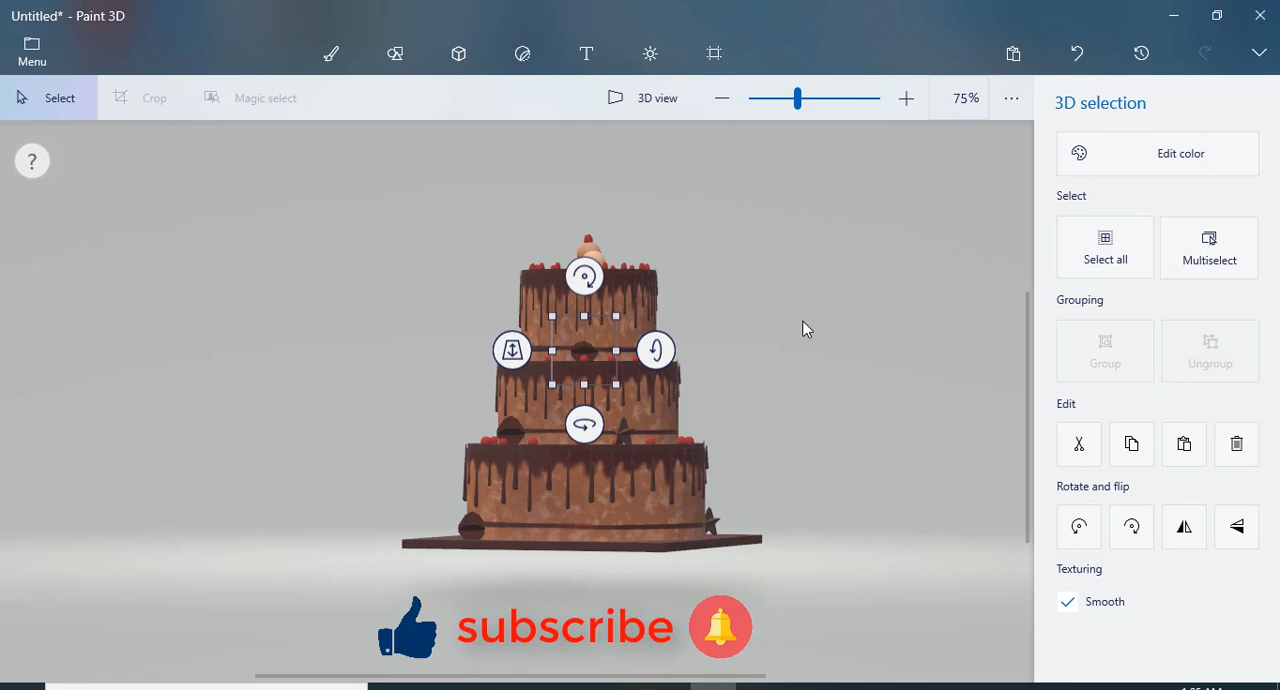 Untitled* - Paint 3D
Menu
Select
Crop
Magic select
3D view
75%
?
3D selection
Edit color
Select
Select all
Multiselect
Grouping
Group
Ungroup
Edit
Rotate and flip
Texturing
Smooth
subscribe